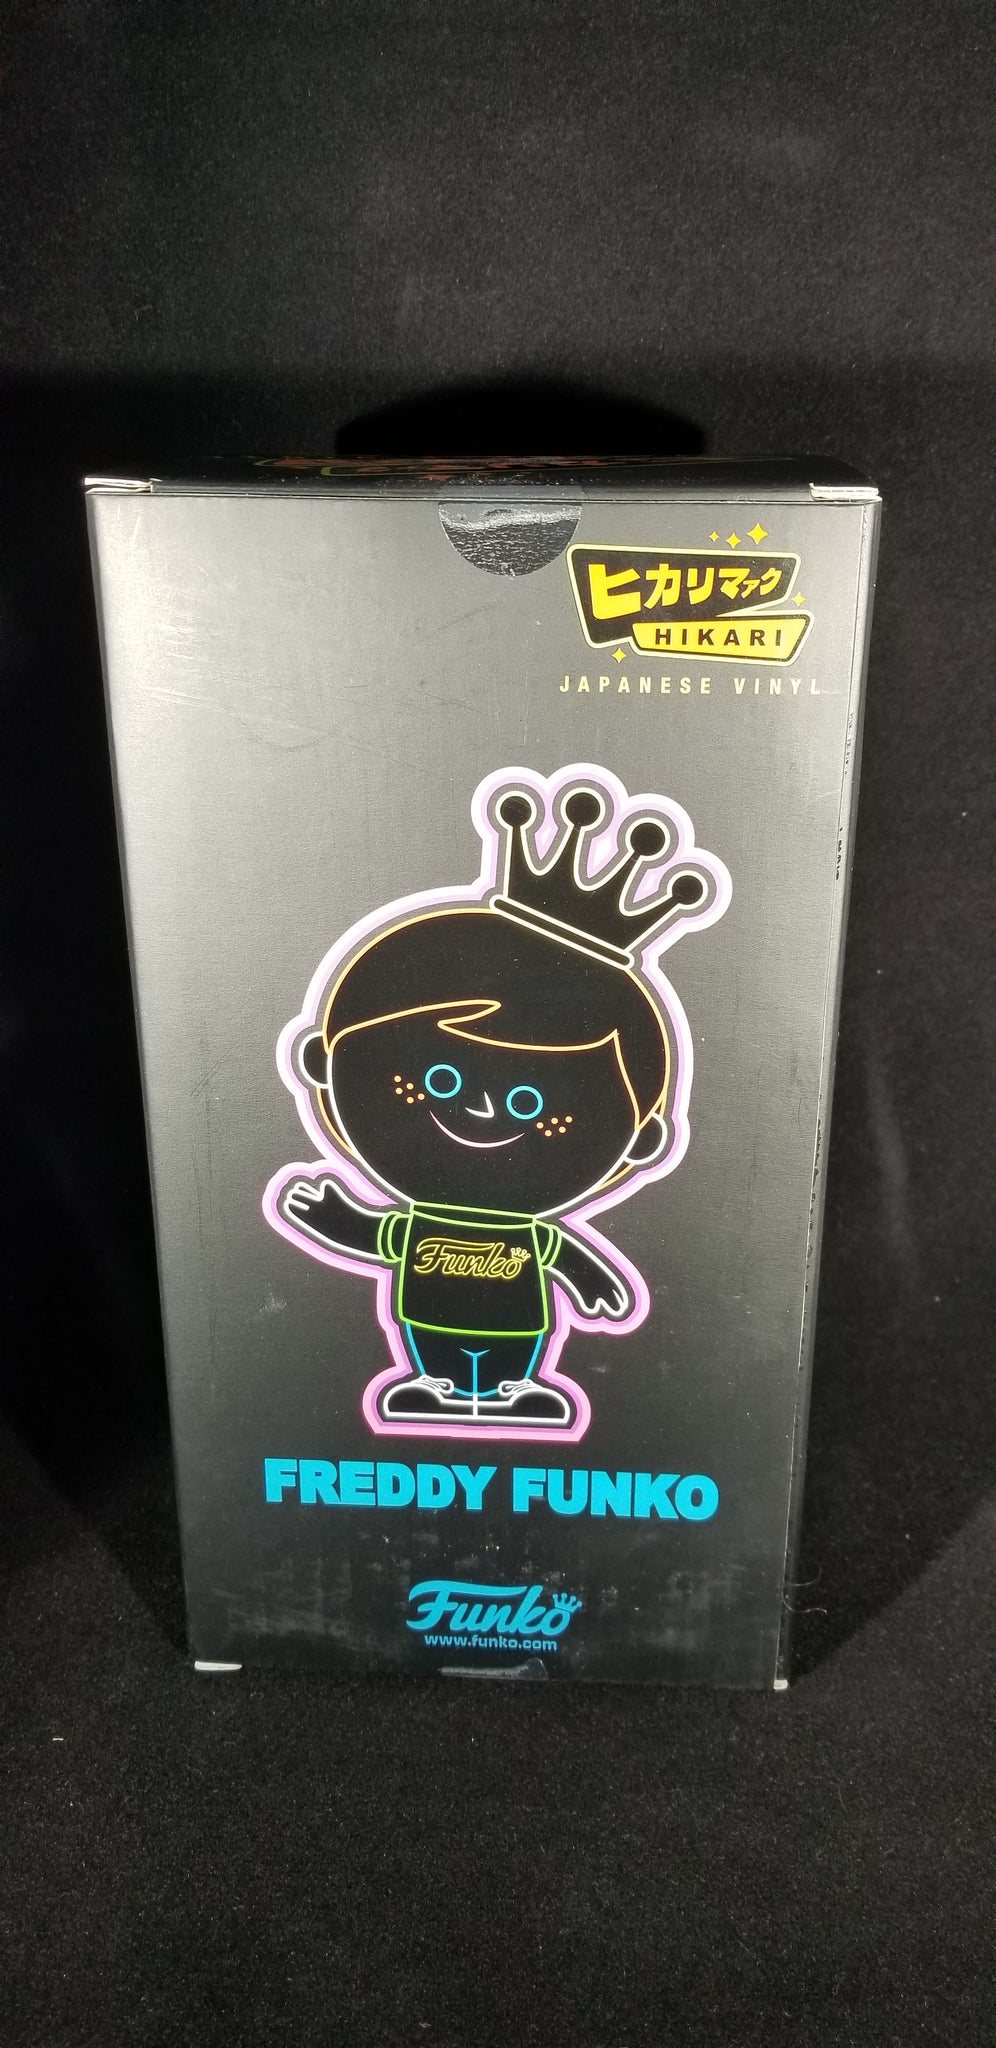 ヒカリマァク
HIKARI
JAPANESE VINYL
Funko
FREDDY FUNKO
Funko
www.funko.com